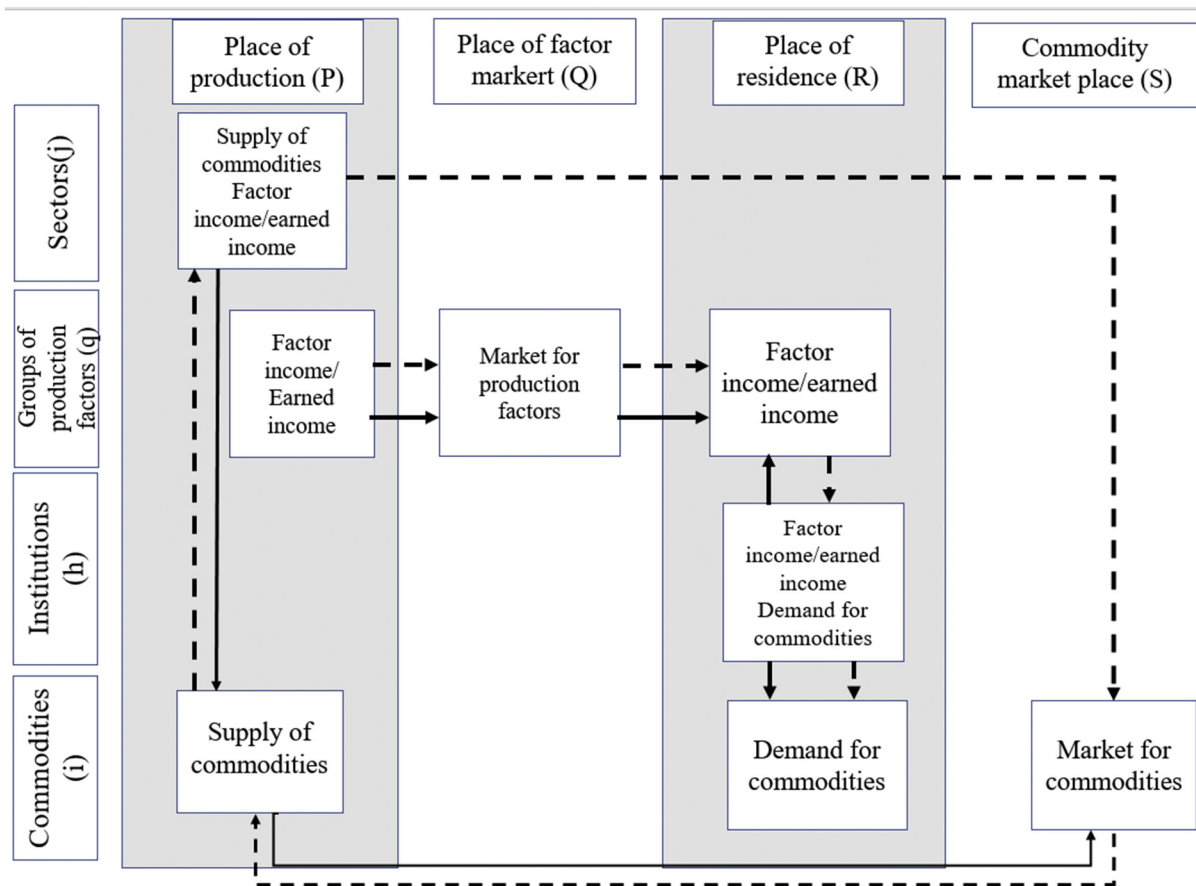 Place of
production (P)
Place of factor
markert (Q)
Place of
residence (R)
Commodity
market place (S)
Sectors(j)
Supply of
commodities
Factor
income/earned
income
Groups of
production
factors (q)
Factor
income/
Earned
income
Market for
production
factors
Factor
income/earned
income
Institutions
(h)
Factor
income/earned
income
Demand for
commodities
Commodities
(i)
Supply of
commodities
Demand for
commodities
Market for
commodities